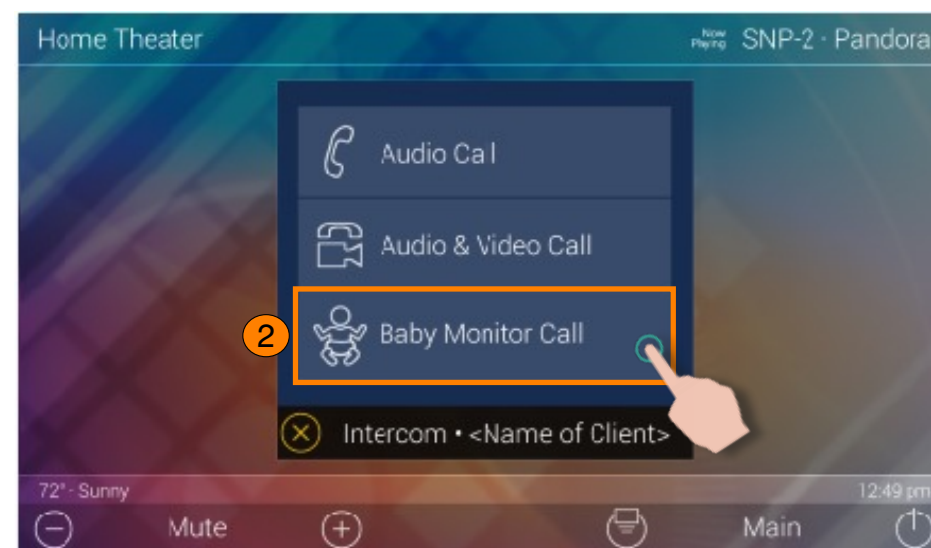 Home Theater
Now Playing SNP-2 · Pandora
Audio Call
Audio & Video Call
2
Baby Monitor Call
Intercom • <Name of Client>
72° - Sunny
12:49 pm
Mute
Main